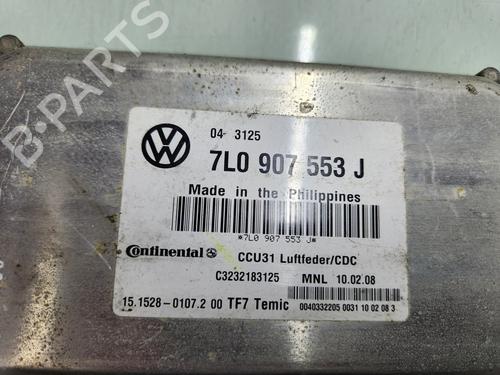 B-PARTS
04- 3125
7L0 907 553 J
Made in the Philippines
*7L0 907 553 J*
Continental
CCU31 Luftfeder/CDC
C3232183125
MNL 10.02.08
15.1528-0107.2 00 TF7 Temic
0040332205 0031 10 02 08 3